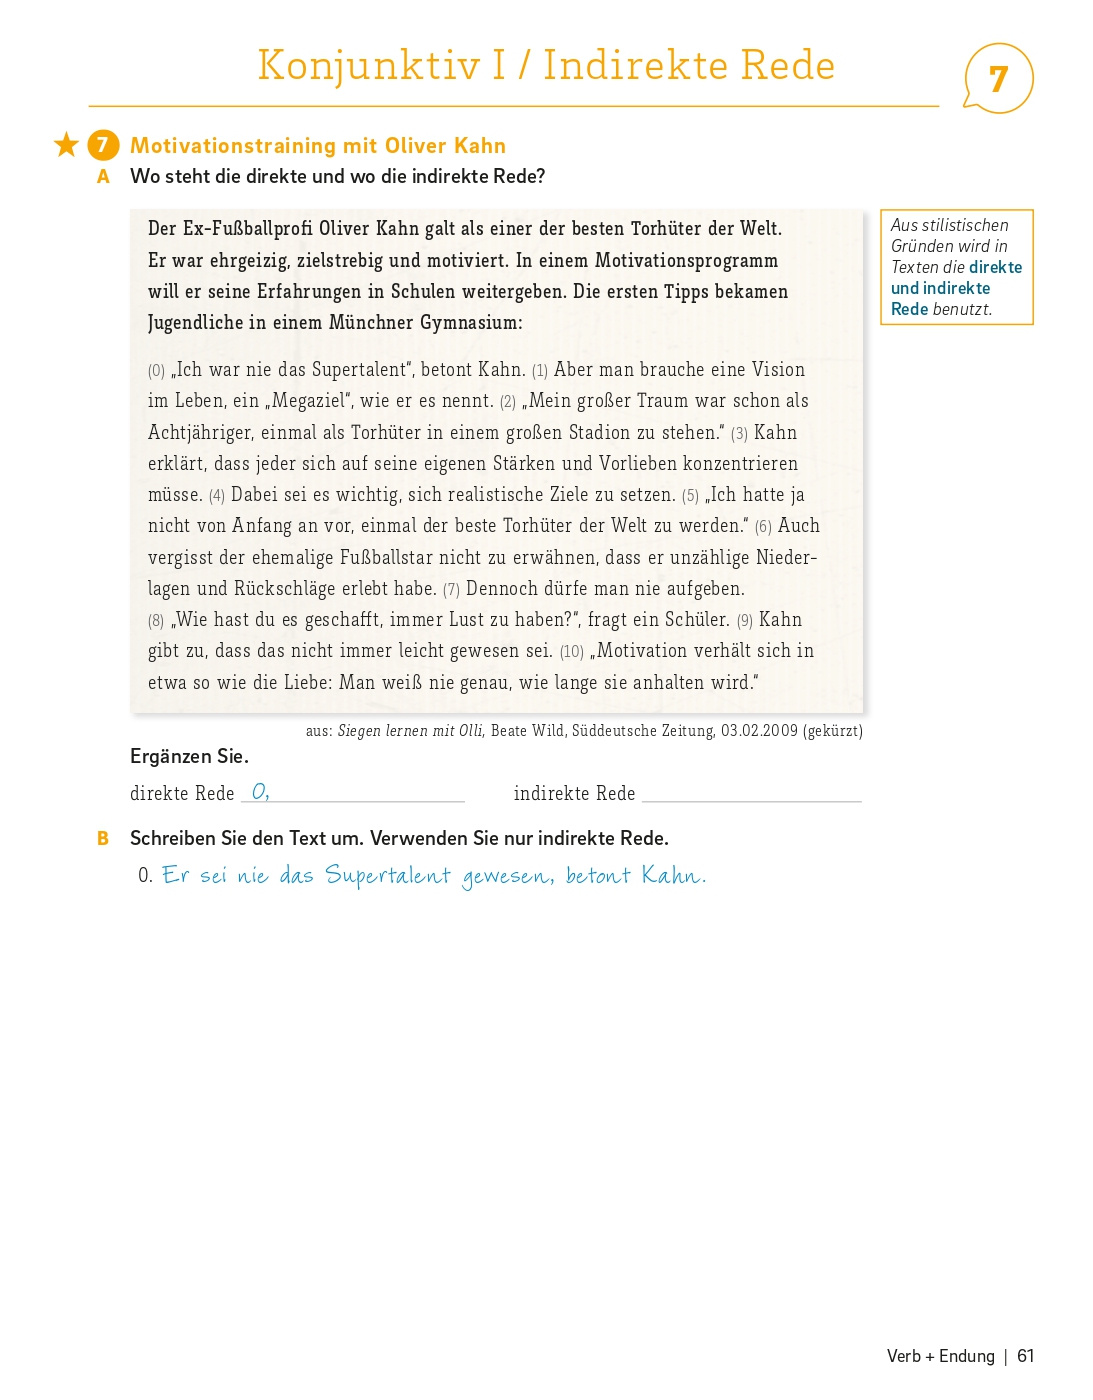 Konjunktiv I / Indirekte Rede
7
★ 7 Motivationstraining mit Oliver Kahn
A Wo steht die direkte und wo die indirekte Rede?
Der Ex-Fußballprofi Oliver Kahn galt als einer der besten Torhüter der Welt.
Er war ehrgeizig, zielstrebig und motiviert. In einem Motivationsprogramm
will er seine Erfahrungen in Schulen weitergeben. Die ersten Tipps bekamen
Jugendliche in einem Münchner Gymnasium:
(0) „Ich war nie das Supertalent“, betont Kahn. (1) Aber man brauche eine Vision
im Leben, ein „Megaziel“, wie er es nennt. (2) „Mein großer Traum war schon als
Achtjähriger, einmal als Torhüter in einem großen Stadion zu stehen.“ (3) Kahn
erklärt, dass jeder sich auf seine eigenen Stärken und Vorlieben konzentrieren
müsse. (4) Dabei sei es wichtig, sich realistische Ziele zu setzen. (5) „Ich hatte ja
nicht von Anfang an vor, einmal der beste Torhüter der Welt zu werden.“ (6) Auch
vergisst der ehemalige Fußballstar nicht zu erwähnen, dass er unzählige Nieder-
lagen und Rückschläge erlebt habe. (7) Dennoch dürfe man nie aufgeben.
(8) „Wie hast du es geschafft, immer Lust zu haben?“, fragt ein Schüler. (9) Kahn
gibt zu, dass das nicht immer leicht gewesen sei. (10) „Motivation verhält sich in
etwa so wie die Liebe: Man weiß nie genau, wie lange sie anhalten wird.“
Aus stilistischen
Gründen wird in
Texten die direkte
und indirekte
Rede benutzt.
aus: Siegen lernen mit Olli, Beate Wild, Süddeutsche Zeitung, 03.02.2009 (gekürzt)
Ergänzen Sie.
direkte Rede 0, indirekte Rede
B Schreiben Sie den Text um. Verwenden Sie nur indirekte Rede.
0. Er sei nie das Supertalent gewesen, betont Kahn.
Verb + Endung | 61